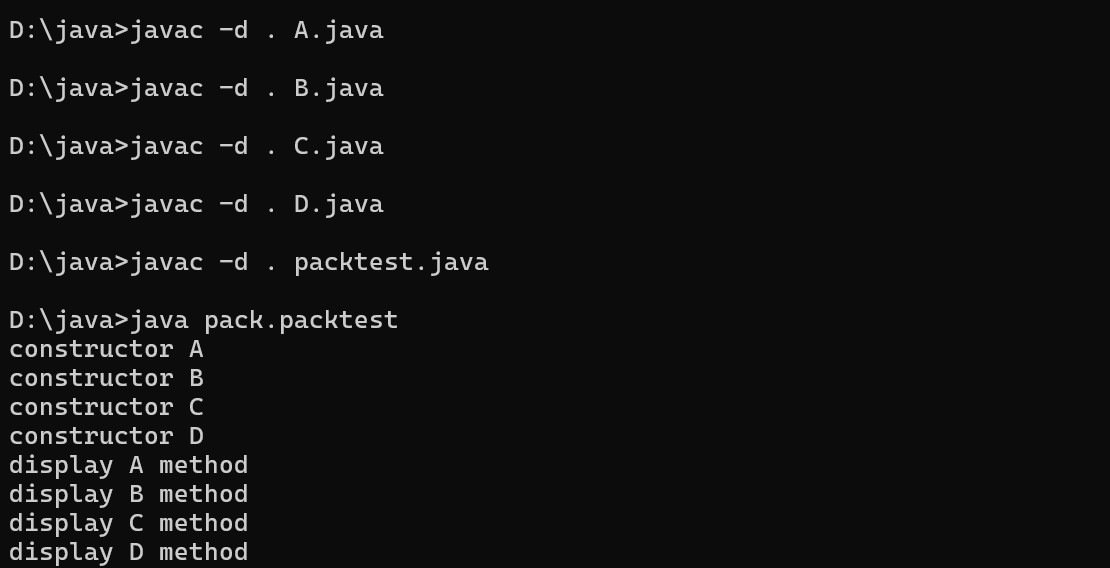 D:\java>javac -d . A.java
D:\java>javac -d . B.java
D:\java>javac -d . C.java
D:\java>javac -d . D.java
D:\java>javac -d . packtest.java
D:\java>java pack.packtest
constructor A
constructor B
constructor C
constructor D
display A method
display B method
display C method
display D method